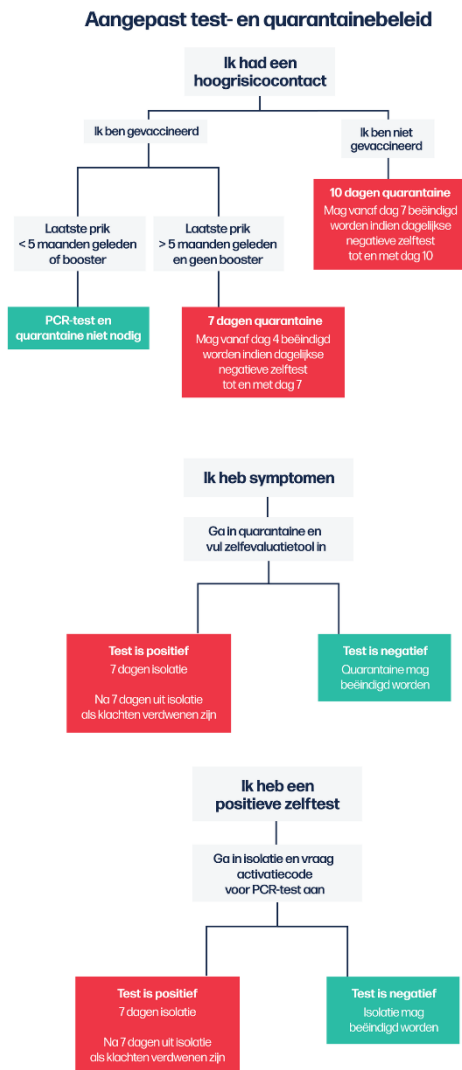 Aangepast test- en quarantainebeleid
Ik had een
hoogrisicocontact
Ik ben gevaccineerd
Ik ben niet
gevaccineerd
10 dagen quarantaine
Mag vanaf dag 7 beëindigd
worden indien dagelijkse
negatieve zelftest
tot en met dag 10
Laatste prik
< 5 maanden geleden
of booster
Laatste prik
> 5 maanden geleden
en geen booster
PCR-test en
quarantaine niet nodig
7 dagen quarantaine
Mag vanaf dag 4 beëindigd
worden indien dagelijkse
negatieve zelftest
tot en met dag 7
Ik heb symptomen
Ga in quarantaine en
vul zelfevaluatietool in
Test is positief
7 dagen isolatie
Na 7 dagen uit isolatie
als klachten verdwenen zijn
Test is negatief
Quarantaine mag
beëindigd worden
Ik heb een
positieve zelftest
Ga in isolatie en vraag
activatiecode
voor PCR-test aan
Test is positief
7 dagen isolatie
Na 7 dagen uit isolatie
als klachten verdwenen zijn
Test is negatief
Isolatie mag
beëindigd worden